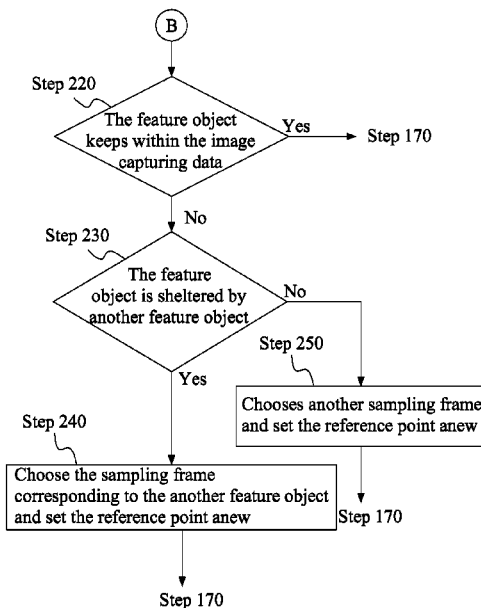 B
Step 220
The feature object
keeps within the image
capturing data
Yes
Step 170
No
Step 230
The feature
object is sheltered by
another feature object
No
Step 250
Yes
Chooses another sampling frame
and set the reference point anew
Step 240
Choose the sampling frame
corresponding to the another feature object
and set the reference point anew
Step 170
Step 170